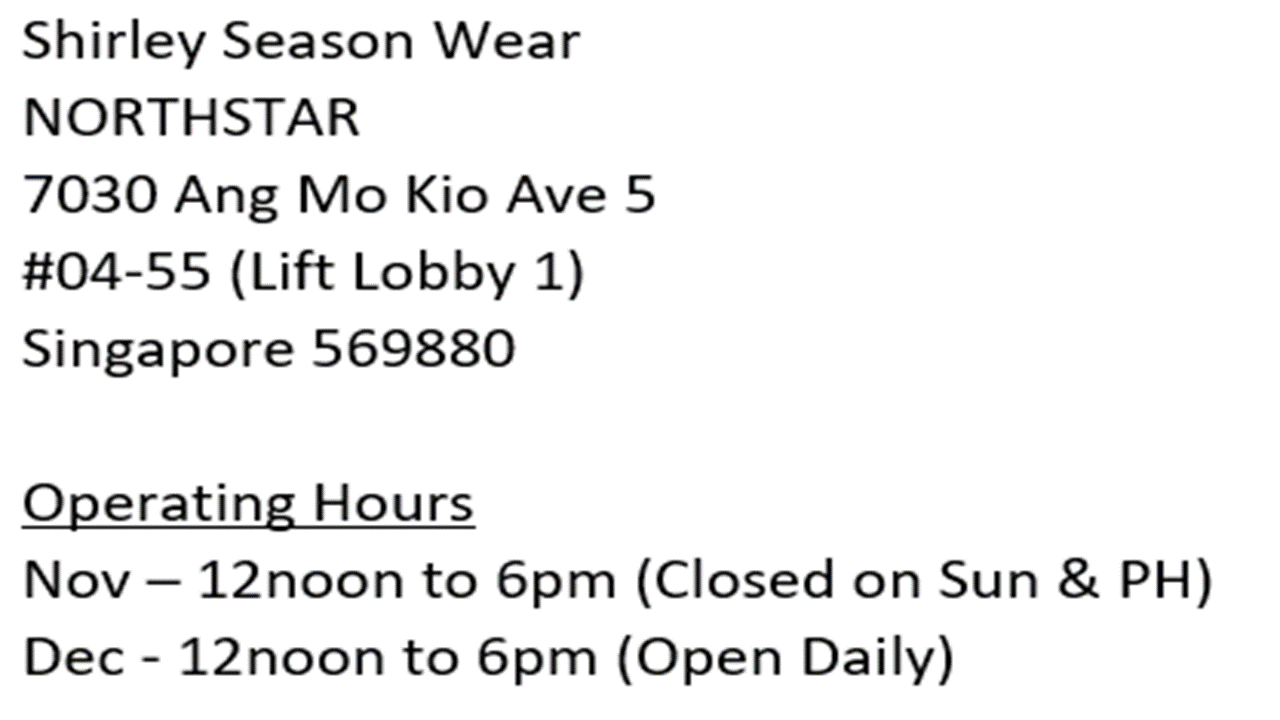 Shirley Season Wear
NORTHSTAR
7030 Ang Mo Kio Ave 5
#04-55 (Lift Lobby 1)
Singapore 569880
Operating Hours
Nov – 12noon to 6pm (Closed on Sun & PH)
Dec - 12noon to 6pm (Open Daily)